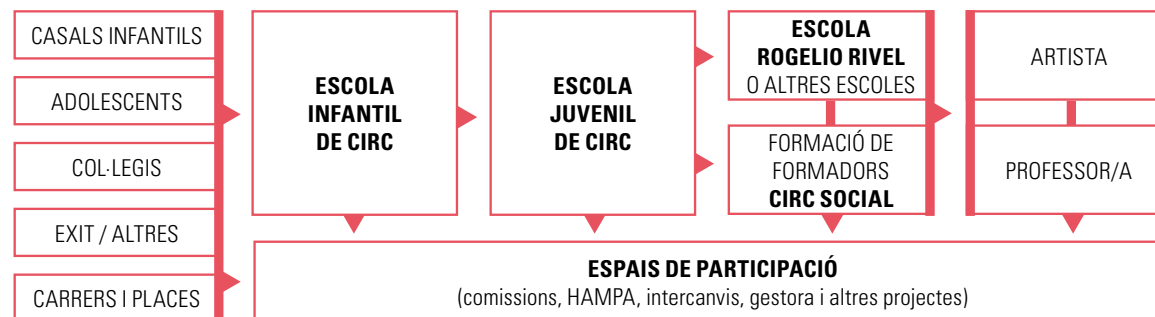 CASALS INFANTILS
ADOLESCENTS
COL·LEGIS
EXIT / ALTRES
CARRERS I PLACES
ESCOLA
INFANTIL
DE CIRC
ESCOLA
JUVENIL
DE CIRC
ESCOLA
ROGELIO RIVEL
O ALTRES ESCOLES
FORMACIÓ DE
FORMADORS
CIRC SOCIAL
ARTISTA
PROFESSOR/A
ESPAIS DE PARTICIPACIÓ
(comissions, HAMPA, intercanvis, gestora i altres projectes)